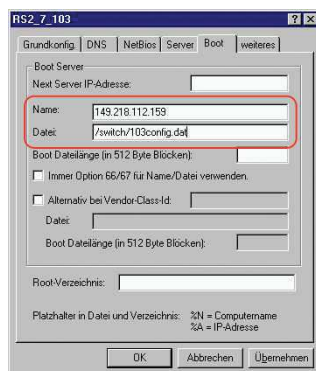 RS2_7_103
Grundkonfig. DNS NetBios Server Boot weiteres
Boot Server
Next Server IP-Adresse:
Name: 149.218.112.159
Datei: /switch/103config.dat
Boot Dateilänge (in 512 Byte Blöcken):
Immer Option 66/67 für Name/Datei verwenden.
Alternativ bei Vendor-Class-Id:
Datei:
Boot Dateilänge (in 512 Byte Blöcken):
Root-Verzeichnis:
Platzhalter in Datei und Verzeichnis: %N = Computername
%A = IP-Adresse
OK Abbrechen Übernehmen